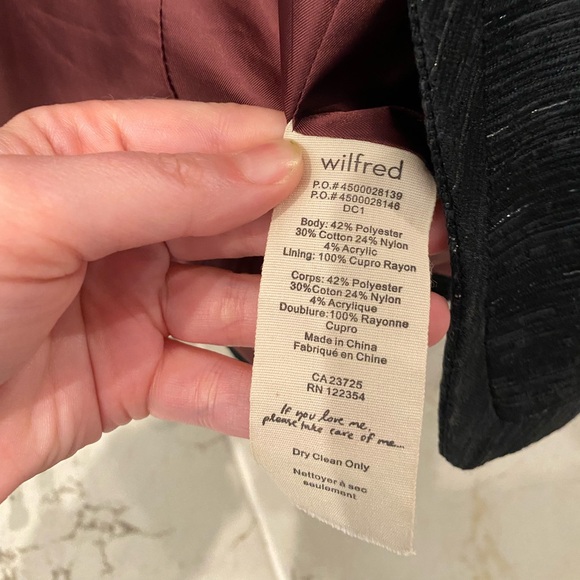 wilfred
P.O.#4500028139
P.O.#4500028146
DC1
Body: 42% Polyester
30% Cotton 24% Nylon
4% Acrylic
Lining: 100% Cupro Rayon
Corps: 42% Polyester
30%Coton 24% Nylon
4% Acrylique
Doublure:100% Rayonne
Cupro
Made in China
Fabriqué en Chine
CA 23725
RN 122354
If you love me,
please take care of me...
Dry Clean Only
Nettoyer à sec
seulement